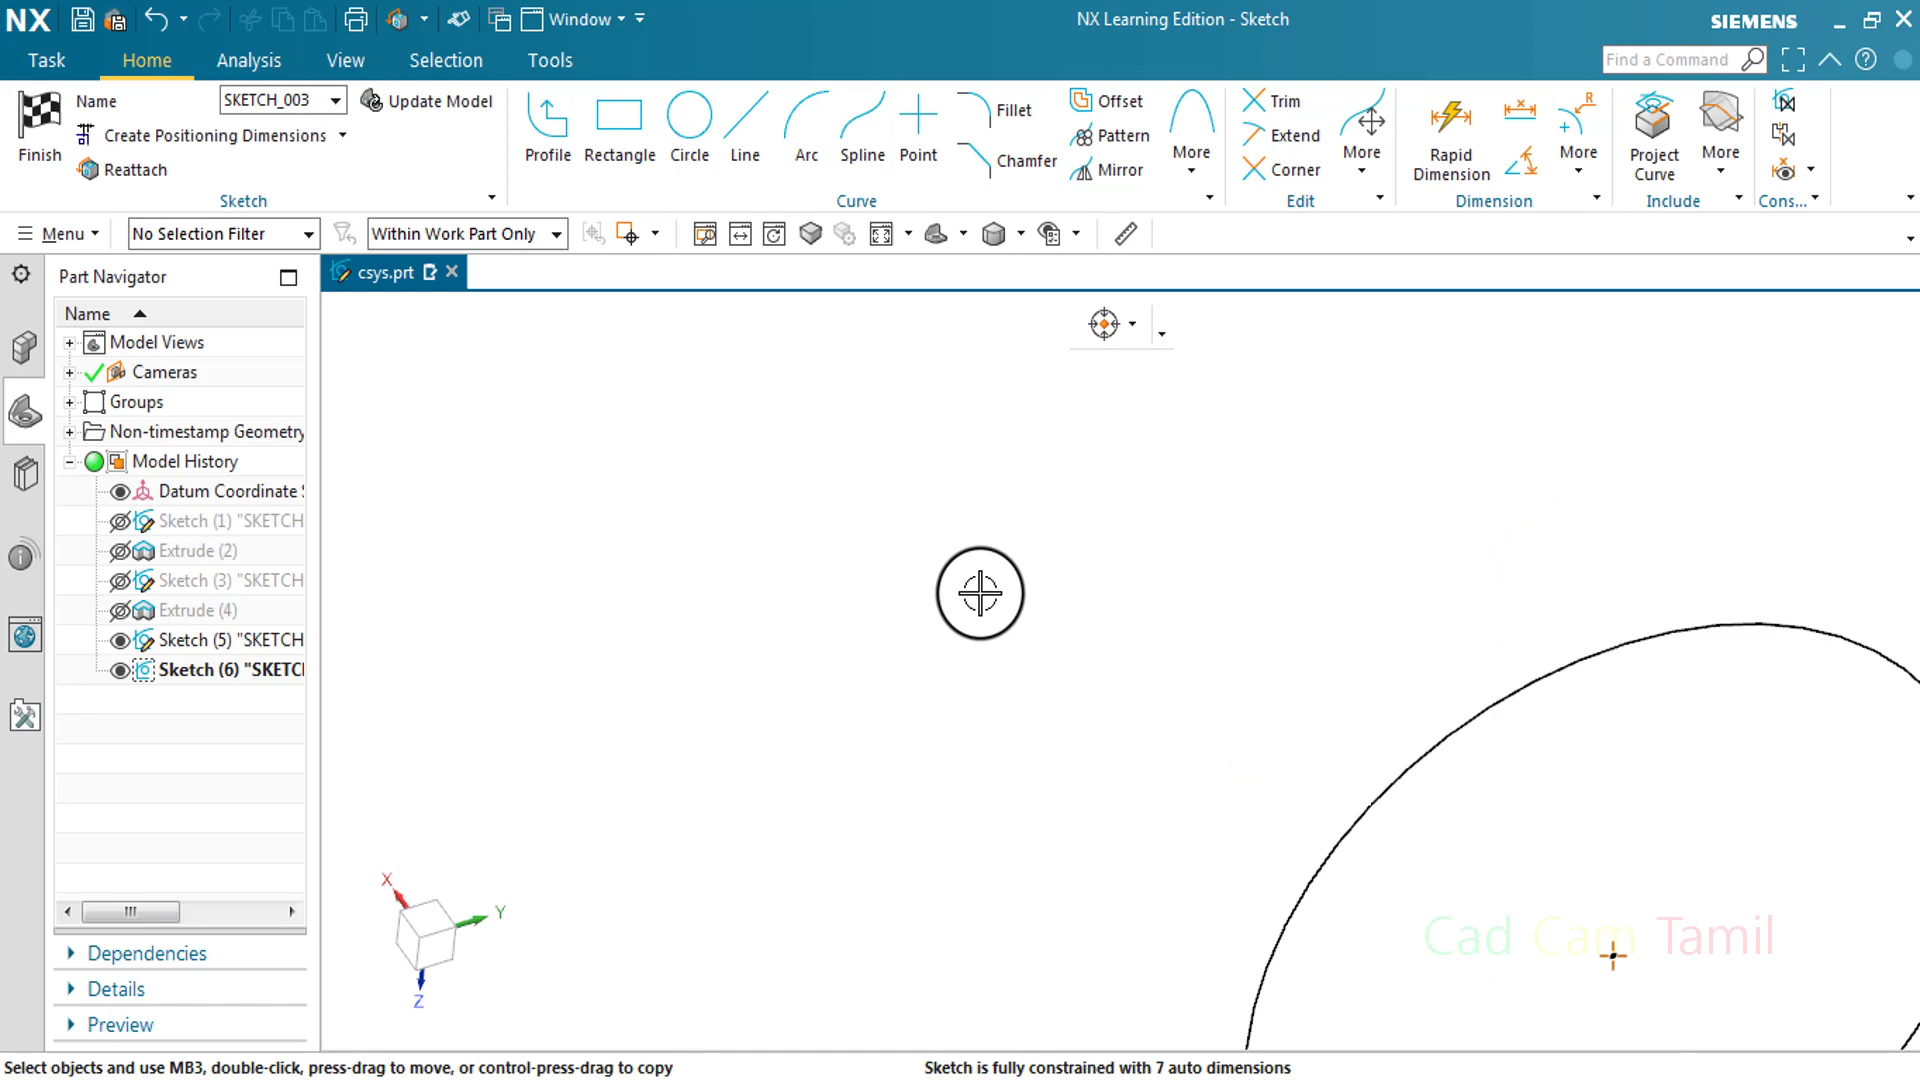 NX
Window
NX Learning Edition - Sketch
SIEMENS
Task
Home
Analysis
View
Selection
Tools
Find a Command
Finish
Name
SKETCH_003
Update Model
Create Positioning Dimensions
Reattach
Sketch
Profile
Rectangle
Circle
Line
Arc
Spline
Point
Fillet
Chamfer
Offset
Pattern
Mirror
More
Curve
Trim
Extend
Corner
More
Edit
Rapid
Dimension
More
Dimension
Project
Curve
More
Include
Cons...
Menu
No Selection Filter
Within Work Part Only
Part Navigator
csys.prt
Name
Model Views
Cameras
Groups
Non-timestamp Geometry
Model History
Datum Coordinate
Sketch (1) "SKETCH
Extrude (2)
Sketch (3) "SKETCH
Extrude (4)
Sketch (5) "SKETCH
Sketch (6) "SKETC
Dependencies
Details
Preview
X
Y
Z
Cad Cam Tamil
Select objects and use MB3, double-click, press-drag to move, or control-press-drag to copy
Sketch is fully constrained with 7 auto dimensions